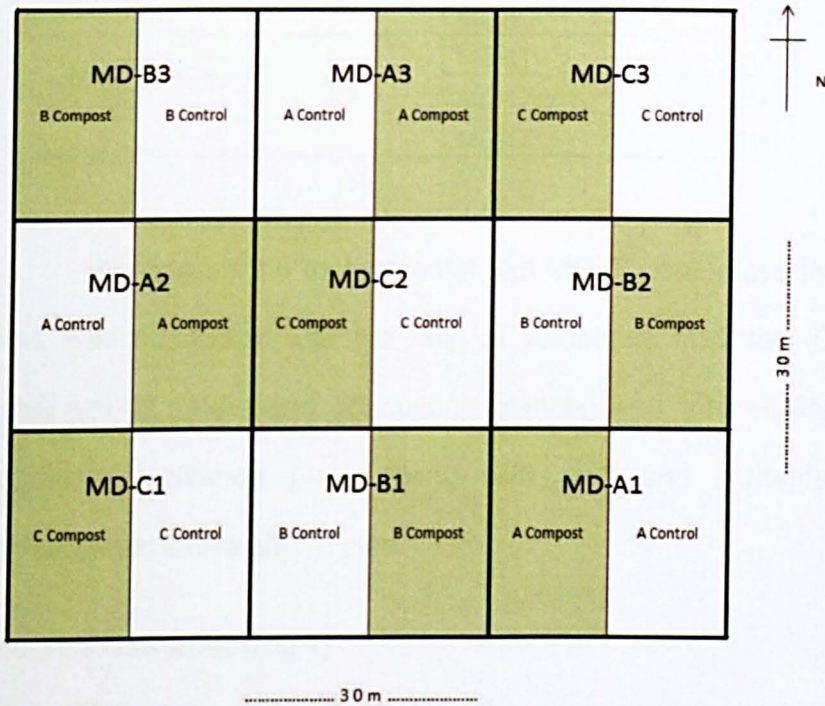 MD-B3 MD-A3 MD-C3
N
B Compost B Control A Control A Compost C Compost C Control
MD-A2 MD-C2 MD-B2
A Control A Compost C Compost C Control B Control B Compost
30 m
MD-C1 MD-B1 MD-A1
C Compost C Control B Control B Compost A Compost A Control
30 m